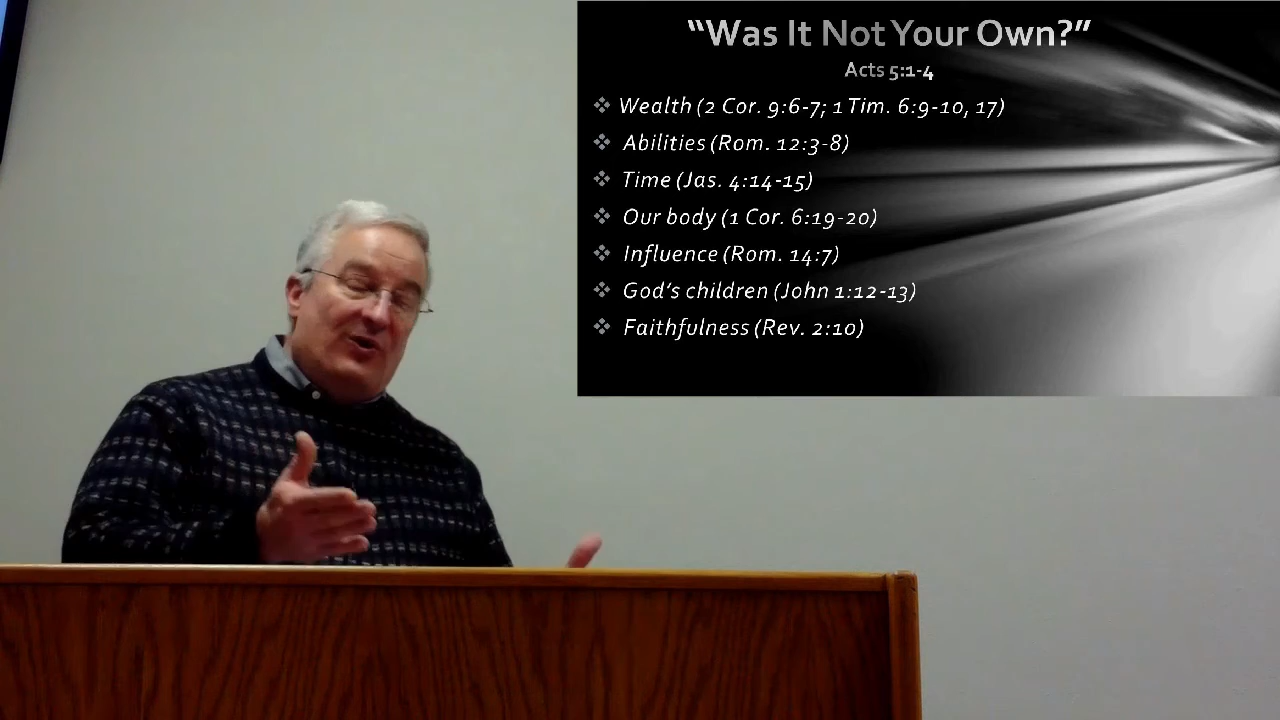 “Was It Not Your Own?”
Acts 5:1-4
Wealth (2 Cor. 9:6-7; 1 Tim. 6:9-10, 17)
Abilities (Rom. 12:3-8)
Time (Jas. 4:14-15)
Our body (1 Cor. 6:19-20)
Influence (Rom. 14:7)
God’s children (John 1:12-13)
Faithfulness (Rev. 2:10)